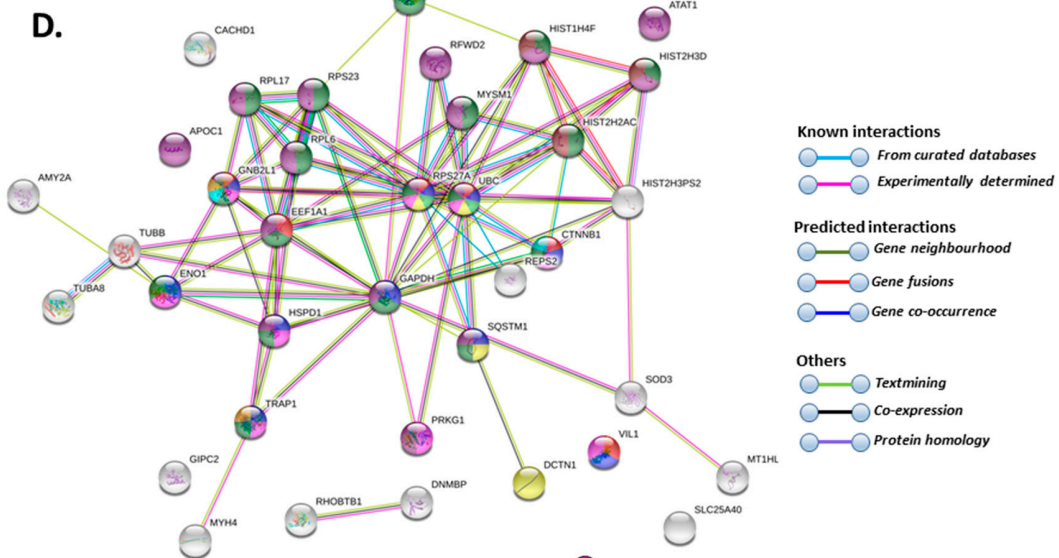 D.
ATAT1
CACHD1
HIST1H4F
RFWD2
HIST2H3D
RPL17
RPS23
MYSM1
HIST2H2AC
APOC1
RPL6
GNB2L1
RPS27A
UBC
HIST2H3PS2
AMY2A
EEF1A1
TUBB
CTNNB1
REPS2
ENO1
GAPDH
TUBA8
HSPD1
SQSTM1
SOD3
TRAP1
PRKG1
VIL1
GIPC2
DCTN1
MT1HL
RHOBTB1
DNMBP
SLC25A40
MYH4
Known interactions
From curated databases
Experimentally determined
Predicted interactions
Gene neighbourhood
Gene fusions
Gene co-occurrence
Others
Textmining
Co-expression
Protein homology